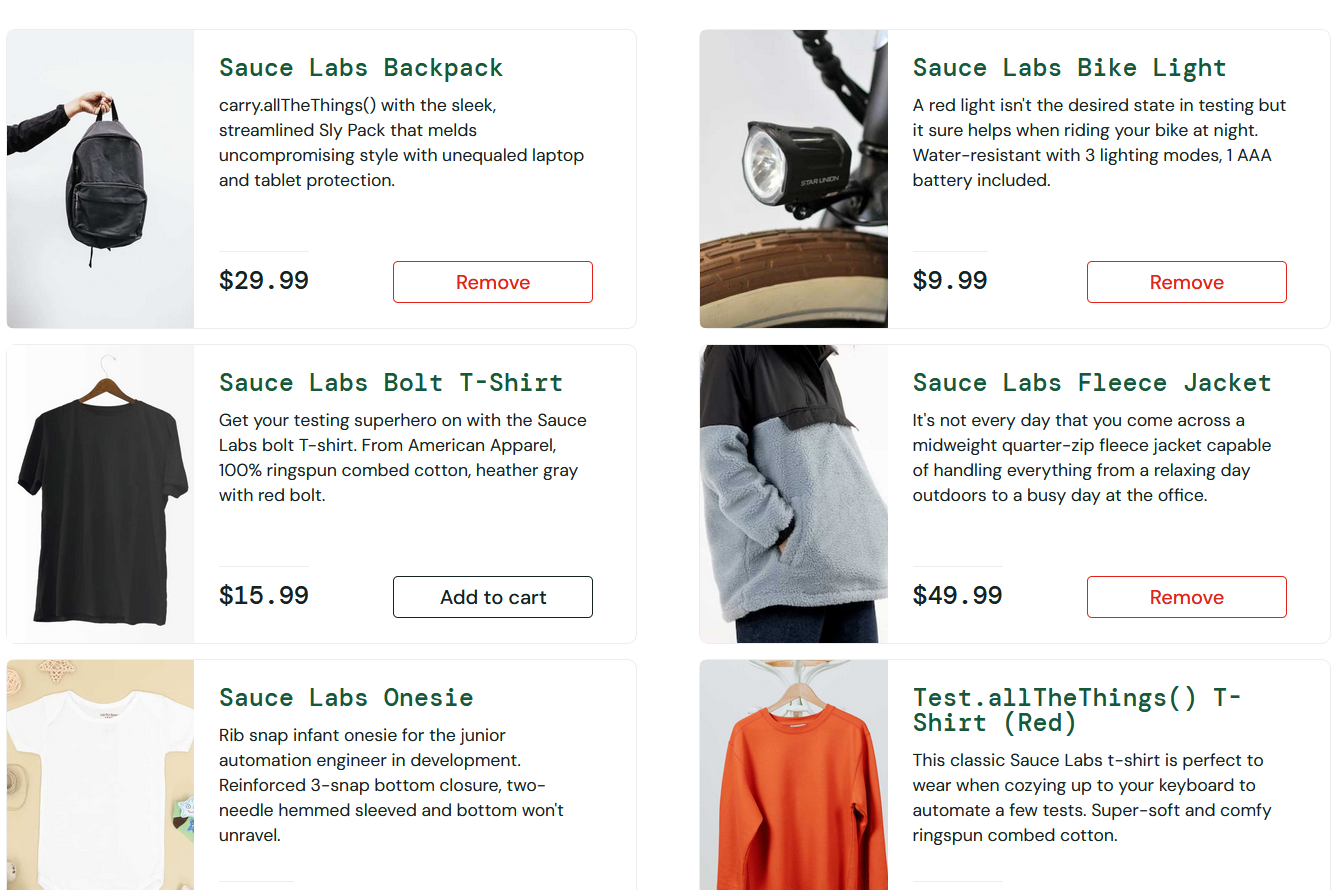 Sauce Labs Backpack
carry.allTheThings() with the sleek,
streamlined Sly Pack that melds
uncompromising style with unequaled laptop
and tablet protection.
$29.99
Remove
Sauce Labs Bike Light
A red light isn't the desired state in testing but
it sure helps when riding your bike at night.
Water-resistant with 3 lighting modes, 1 AAA
battery included.
STAR UNION
$9.99
Remove
Sauce Labs Bolt T-Shirt
Get your testing superhero on with the Sauce
Labs bolt T-shirt. From American Apparel,
100% ringspun combed cotton, heather gray
with red bolt.
$15.99
Add to cart
Sauce Labs Fleece Jacket
It's not every day that you come across a
midweight quarter-zip fleece jacket capable
of handling everything from a relaxing day
outdoors to a busy day at the office.
$49.99
Remove
Sauce Labs Onesie
Rib snap infant onesie for the junior
automation engineer in development.
Reinforced 3-snap bottom closure, two-
needle hemmed sleeved and bottom won't
unravel.
Test.allTheThings() T-
Shirt (Red)
This classic Sauce Labs t-shirt is perfect to
wear when cozying up to your keyboard to
automate a few tests. Super-soft and comfy
ringspun combed cotton.